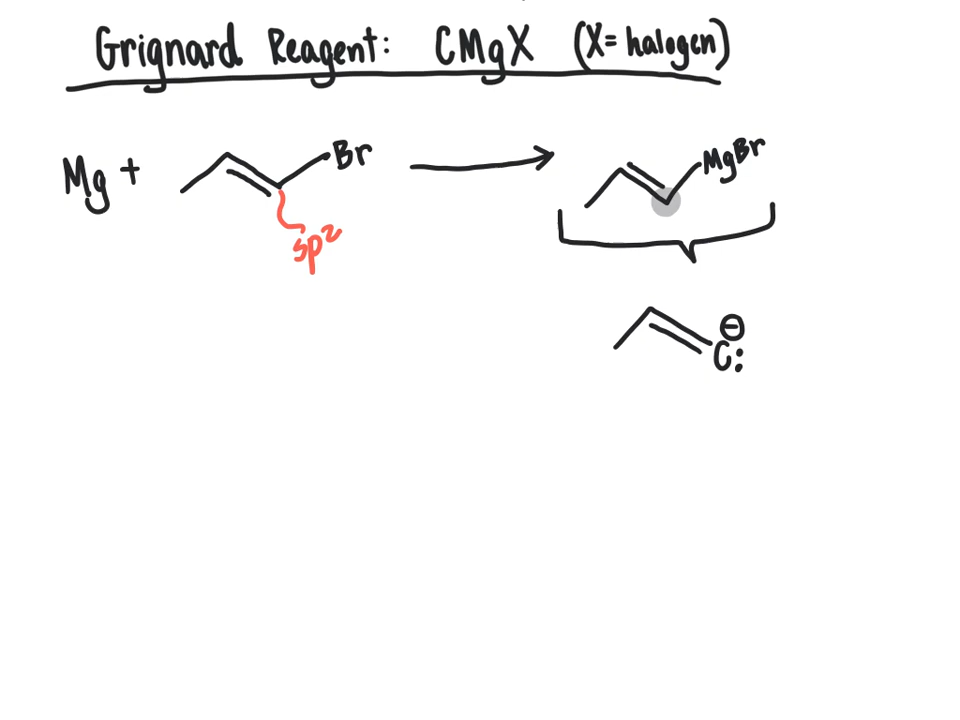 Grignard Reagent: CMgX (X= halogen)
Mg + Br MgBr
sp²
⊖
C: